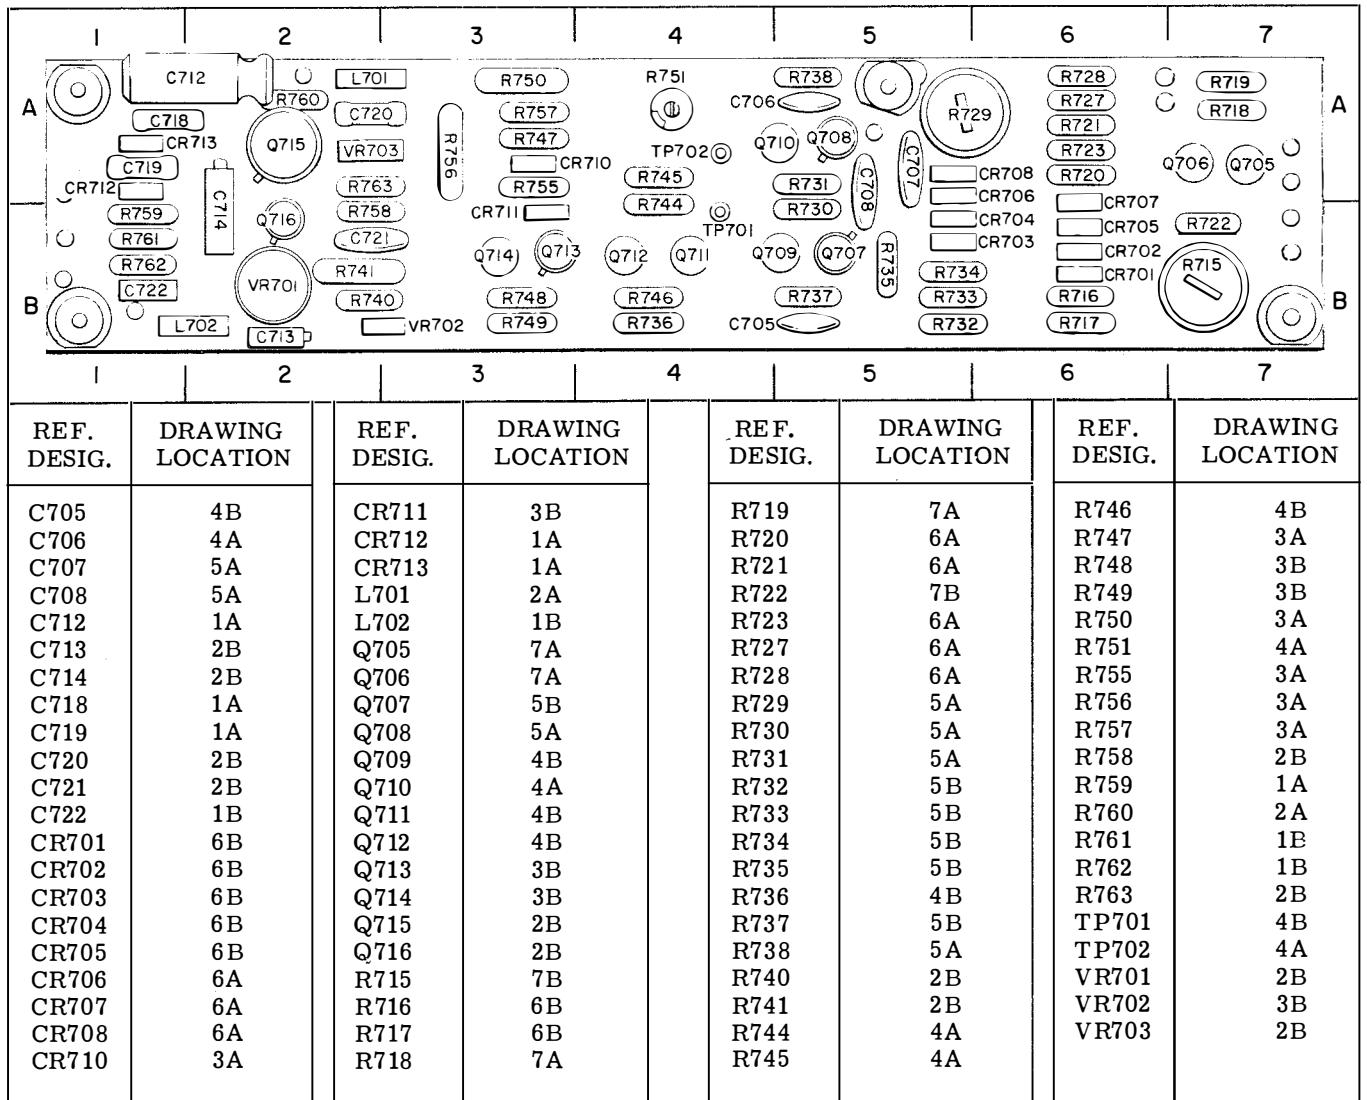 1 2 3 4 5 6 7
C712 L701 R750 R751 R738 R728 R719
A R760 C720 R757 C706 R729 R727 R718 A
C718 R747 R721
CR713 Q715 VR703 R756 CR710 TP702 Q710 Q708 C707 R723 Q706 Q705
C719 R763 R755 R745 R731 C708 CR708 R720
CR712 C714 R758 CR711 R744 R730 CR706 CR707
R759 Q716 TP701 CR704 CR705 R722
R761 C721 Q714 Q713 Q712 Q711 Q709 Q707 R735 CR703 CR702
R762 R741 R734 CR701 R715
B C722 VR701 R740 R748 R746 R737 R733 R716 B
L702 C713 VR702 R749 R736 C705 R732 R717
1 2 3 4 5 6 7
REF. DRAWING REF. DRAWING REF. DRAWING REF. DRAWING
DESIG. LOCATION DESIG. LOCATION DESIG. LOCATION DESIG. LOCATION
C705 4B CR711 3B R719 7A R746 4B
C706 4A CR712 1A R720 6A R747 3A
C707 5A CR713 1A R721 6A R748 3B
C708 5A L701 2A R722 7B R749 3B
C712 1A L702 1B R723 6A R750 3A
C713 2B Q705 7A R727 6A R751 4A
C714 2B Q706 7A R728 6A R755 3A
C718 1A Q707 5B R729 5A R756 3A
C719 1A Q708 5A R730 5A R757 3A
C720 2B Q709 4B R731 5A R758 2B
C721 2B Q710 4A R732 5B R759 1A
C722 1B Q711 4B R733 5B R760 2A
CR701 6B Q712 4B R734 5B R761 1B
CR702 6B Q713 3B R735 5B R762 1B
CR703 6B Q714 3B R736 4B R763 2B
CR704 6B Q715 2B R737 5B TP701 4B
CR705 6B Q716 2B R738 5A TP702 4A
CR706 6A R715 7B R740 2B VR701 2B
CR707 6A R716 6B R741 2B VR702 3B
CR708 6A R717 6B R744 4A VR703 2B
CR710 3A R718 7A R745 4A